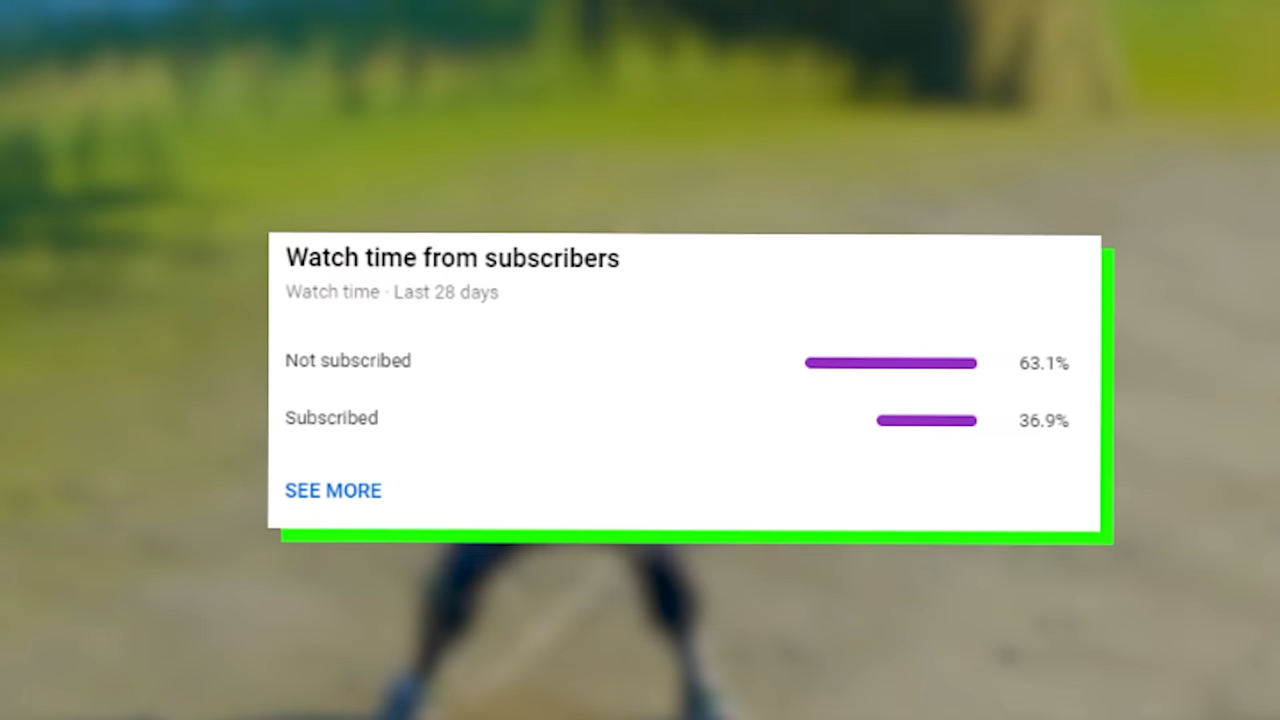 Watch time from subscribers
Watch time · Last 28 days
Not subscribed 63.1%
Subscribed 36.9%
SEE MORE